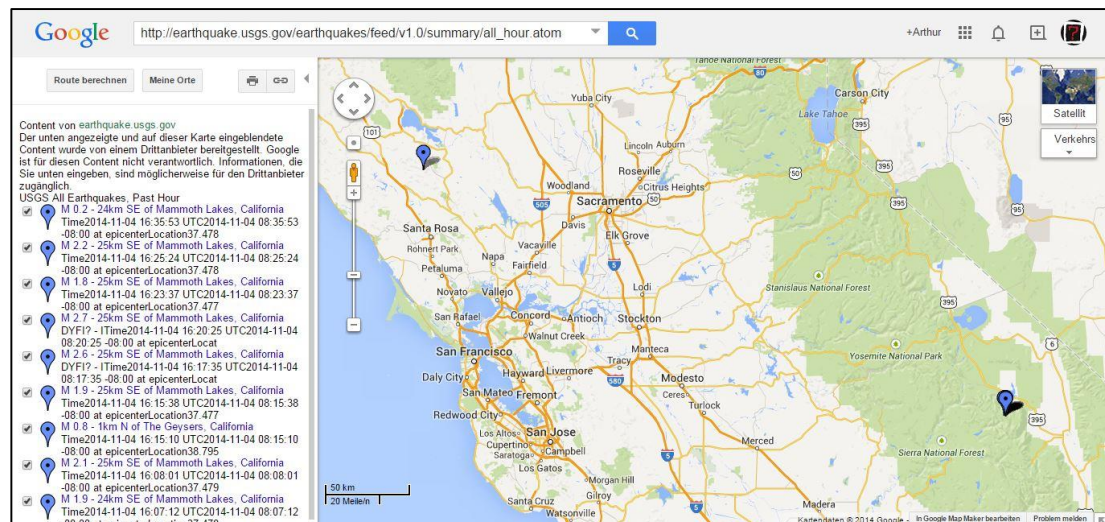 Google
http://earthquake.usgs.gov/earthquakes/feed/v1.0/summary/all_hour.atom
+Arthur
Route berechnen
Meine Orte
Content von earthquake.usgs.gov
Der unten angezeigte und auf dieser Karte eingeblendete
Content wurde von einem Drittanbieter bereitgestellt. Google
ist für diesen Content nicht verantwortlich. Informationen, die
Sie unten eingeben, sind möglicherweise für den Drittanbieter
zugänglich.
USGS All Earthquakes, Past Hour
M 0.2 - 24km SE of Mammoth Lakes, California
Time2014-11-04 16:35:53 UTC2014-11-04 08:35:53
-08:00 at epicenterLocation37.478
M 2.2 - 25km SE of Mammoth Lakes, California
Time2014-11-04 16:25:24 UTC2014-11-04 08:25:24
-08:00 at epicenterLocation37.478
M 1.8 - 25km SE of Mammoth Lakes, California
Time2014-11-04 16:23:37 UTC2014-11-04 08:23:37
-08:00 at epicenterLocation37.477
M 2.7 - 25km SE of Mammoth Lakes, California
DYFI? - ITime2014-11-04 16:20:25 UTC2014-11-04
08:20:25 -08:00 at epicenterLocat
M 2.6 - 25km SE of Mammoth Lakes, California
DYFI? - ITime2014-11-04 16:17:35 UTC2014-11-04
08:17:35 -08:00 at epicenterLocat
M 1.9 - 25km SE of Mammoth Lakes, California
Time2014-11-04 16:15:38 UTC2014-11-04 08:15:38
-08:00 at epicenterLocation37.477
M 0.8 - 1km N of The Geysers, California
Time2014-11-04 16:15:10 UTC2014-11-04 08:15:10
-08:00 at epicenterLocation38.795
M 2.1 - 25km SE of Mammoth Lakes, California
Time2014-11-04 16:08:01 UTC2014-11-04 08:08:01
-08:00 at epicenterLocation37.479
M 1.9 - 24km SE of Mammoth Lakes, California
Time2014-11-04 16:07:12 UTC2014-11-04 08:07:12
Tahoe National Forest
80
Yuba City
Carson City
Lake Tahoe
395
95
Satellit
Verkehrs
101
50
Lincoln
Auburn
Roseville
Citrus Heights
Woodland
Sacramento
50
505
Davis
Elk Grove
5
395
95
Santa Rosa
Rohnert Park
Napa
Vacaville
Fairfield
Petaluma
Novato
Vallejo
Lodi
Stanislaus National Forest
San Rafael
Concord
Antioch
Stockton
395
6
Walnut Creek
Manteca
San Francisco
Tracy
Yosemite National Park
Daly City
Hayward
Livermore
580
Modesto
San Mateo
Fremont
Ceres
Turlock
Redwood City
395
Los Altos
San Jose
Cupertino
Campbell
Saratoga
Merced
Sierra National Forest
Los Gatos
5
Morgan Hill
50 km
20 Meile/n
Santa Cruz
Gilroy
Watsonville
Madera
Kartendaten © 2014 Google
In Google Map Maker bearbeiten
Problem melden